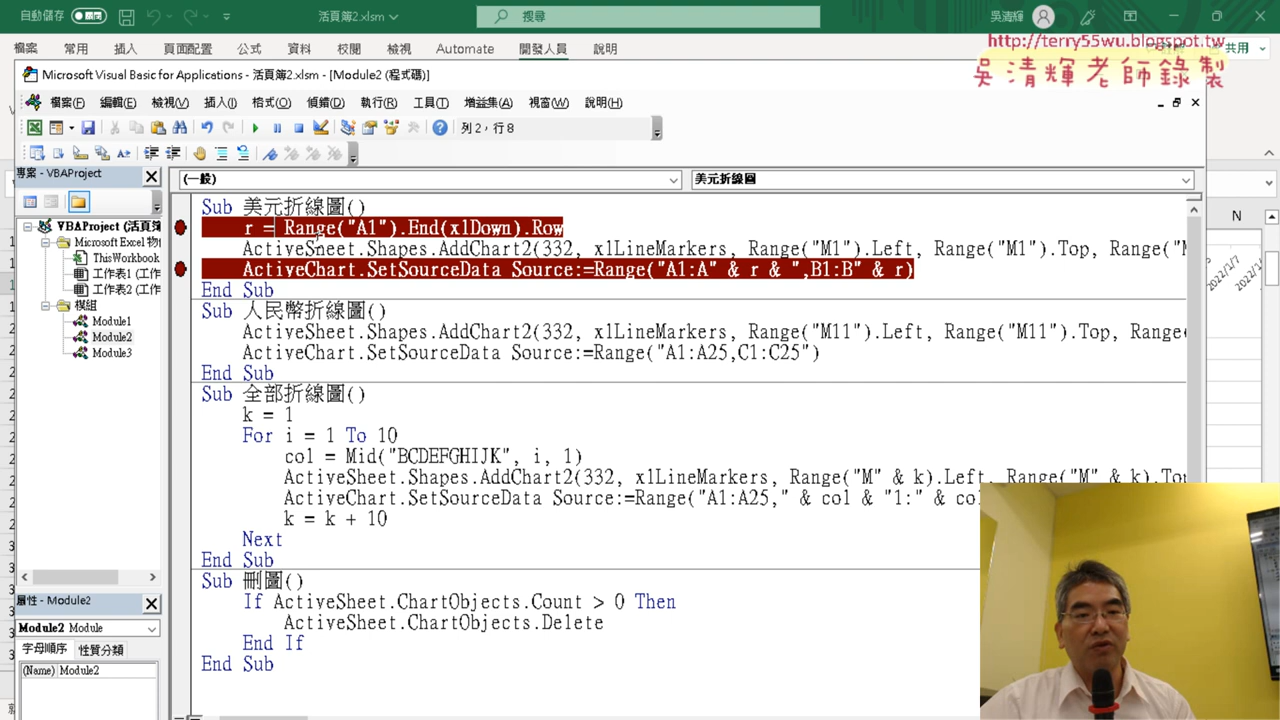 自動儲存 開啟 活頁簿2.xlsm 搜尋 吳清輝
檔案 常用 插入 頁面配置 公式 資料 校閱 檢視 Automate 開發人員 說明 共用
http://terry55wu.blogspot.tw
吳清輝老師錄製
Microsoft Visual Basic for Applications - 活頁簿2.xlsm - [Module2 (程式碼)]
檔案(F) 編輯(E) 檢視(V) 插入(I) 格式(O) 偵錯(D) 執行(R) 工具(T) 增益集(A) 視窗(W) 說明(H)
列 2，行 8
專案 - VBAProject
(一般) 美元折線圖
VBAProject (活頁
Microsoft Excel 物
ThisWorkbook
工作表1 (工作
工作表2 (工作
模組
Module1
Module2
Module3
屬性 - Module2
Module2 Module
字母順序 性質分類
(Name) Module2
Sub 美元折線圖()
r = Range("A1").End(xlDown).Row
ActiveSheet.Shapes.AddChart2(332, xlLineMarkers, Range("M1").Left, Range("M1").Top, Range("M
ActiveChart.SetSourceData Source:=Range("A1:A" & r & ",B1:B" & r)
End Sub
Sub 人民幣折線圖()
ActiveSheet.Shapes.AddChart2(332, xlLineMarkers, Range("M11").Left, Range("M11").Top, Range
ActiveChart.SetSourceData Source:=Range("A1:A25,C1:C25")
End Sub
Sub 全部折線圖()
k = 1
For i = 1 To 10
col = Mid("BCDEFGHIJK", i, 1)
ActiveSheet.Shapes.AddChart2(332, xlLineMarkers, Range("M" & k).Left, Range("M" & k).To
ActiveChart.SetSourceData Source:=Range("A1:A25," & col & "1:" & co
k = k + 10
Next
End Sub
Sub 刪圖()
If ActiveSheet.ChartObjects.Count > 0 Then
ActiveSheet.ChartObjects.Delete
End If
End Sub
N
2022/1/7